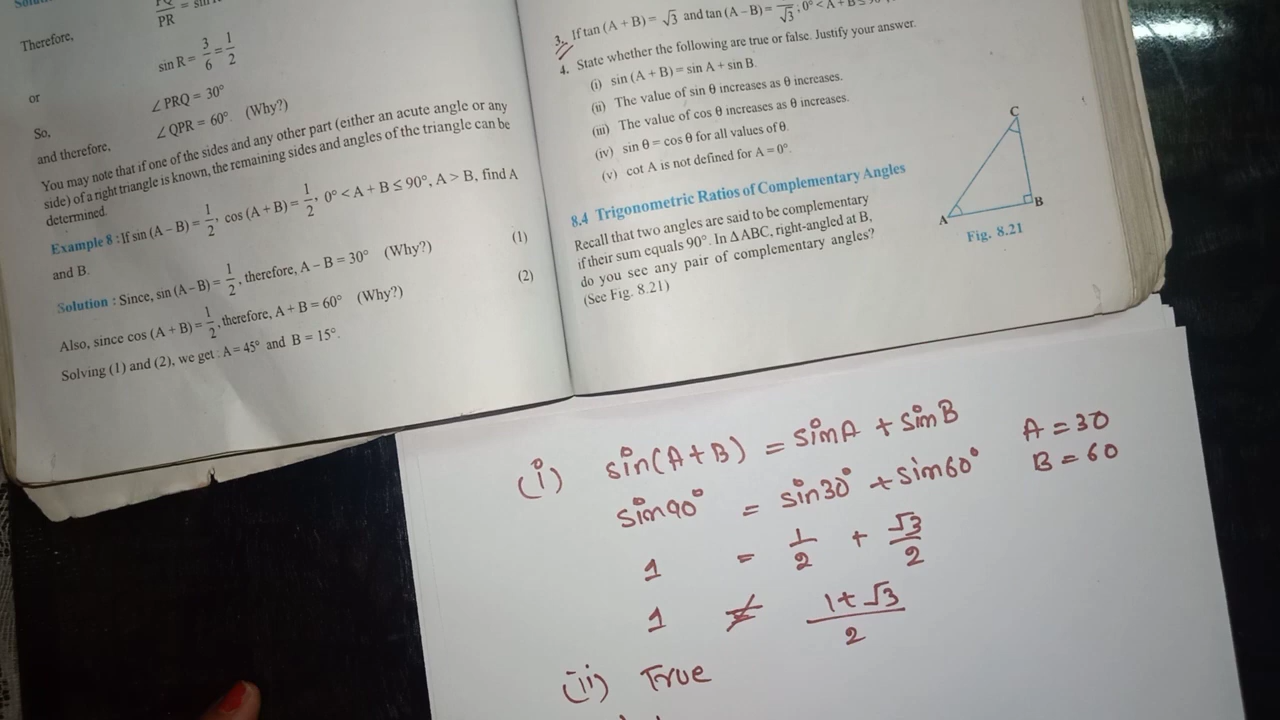 PR
Therefore,
sin R = 3/6 = 1/2
or
∠ PRQ = 30°
So,
∠ QPR = 60°. (Why?)
and therefore,
You may note that if one of the sides and any other part (either an acute angle or any
side) of a right triangle is known, the remaining sides and angles of the triangle can be
determined.
Example 8 : If sin (A – B) = 1/2, cos (A + B) = 1/2, 0° < A + B ≤ 90°, A > B, find A
and B.
Solution : Since, sin (A – B) = 1/2, therefore, A – B = 30° (Why?) (1)
Also, since cos (A + B) = 1/2, therefore, A + B = 60° (Why?) (2)
Solving (1) and (2), we get : A = 45° and B = 15°.
3. If tan (A + B) = √3 and tan (A – B) = 1/√3; 0° < A + B ≤
4. State whether the following are true or false. Justify your answer.
(i) sin (A + B) = sin A + sin B.
(ii) The value of sin θ increases as θ increases.
(iii) The value of cos θ increases as θ increases.
(iv) sin θ = cos θ for all values of θ.
(v) cot A is not defined for A = 0°.
8.4 Trigonometric Ratios of Complementary Angles
Recall that two angles are said to be complementary
if their sum equals 90°. In Δ ABC, right-angled at B,
do you see any pair of complementary angles?
(See Fig. 8.21)
C
A
B
Fig. 8.21
(i) sin(A+B) = sinA + sinB A = 30
sin90° = sin30° + sin60° B = 60
1 = 1/2 + √3/2
1 ≠ 1+√3/2
(ii) True